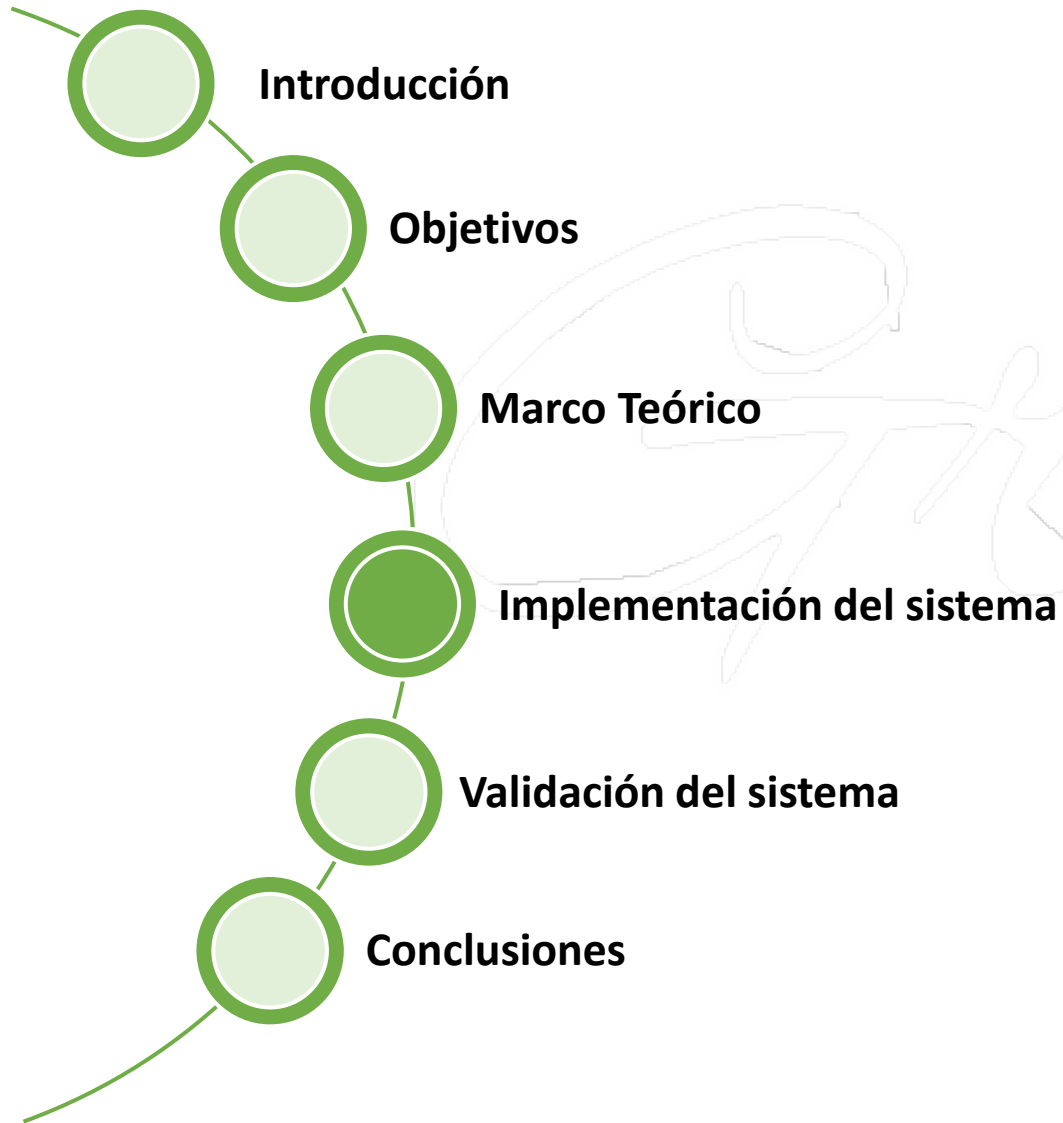 Introducción
Objetivos
Marco Teórico
Implementación del sistema
Validación del sistema
Conclusiones